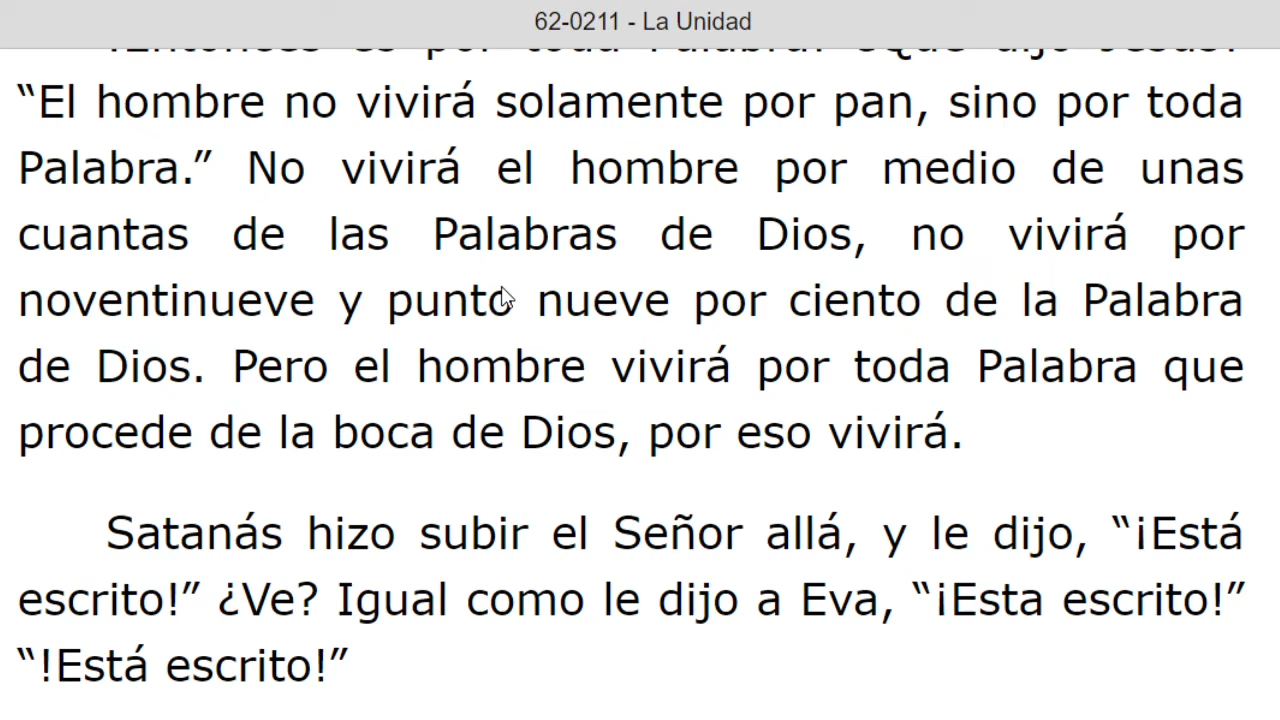 62-0211 - La Unidad
“El hombre no vivirá solamente por pan, sino por toda
Palabra.” No vivirá el hombre por medio de unas
cuantas de las Palabras de Dios, no vivirá por
noventinueve y punto nueve por ciento de la Palabra
de Dios. Pero el hombre vivirá por toda Palabra que
procede de la boca de Dios, por eso vivirá.
Satanás hizo subir el Señor allá, y le dijo, “¡Está
escrito!” ¿Ve? Igual como le dijo a Eva, “¡Esta escrito!”
“!Está escrito!”